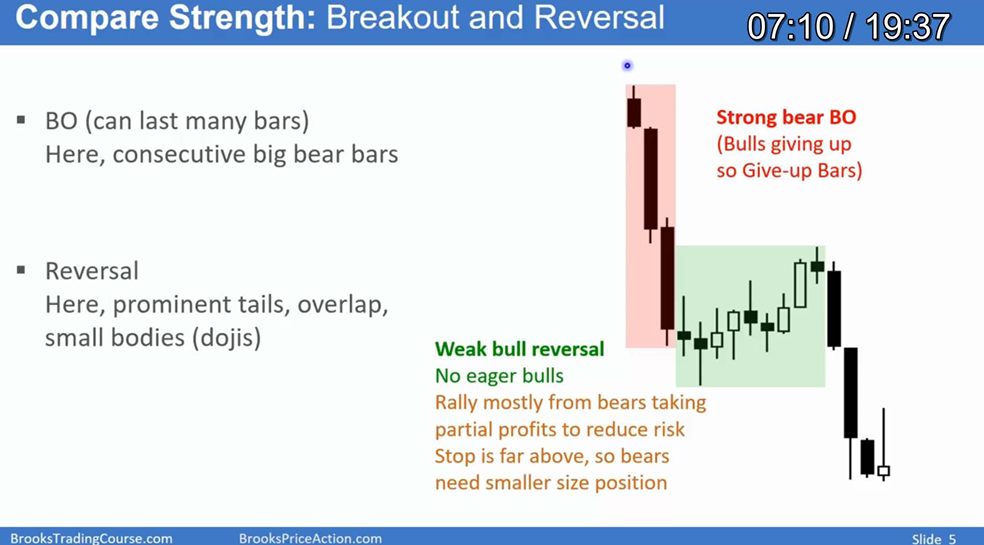 Compare Strength: Breakout and Reversal
07:10 / 19:37
BO (can last many bars)
Here, consecutive big bear bars
Strong bear BO
(Bulls giving up
so Give-up Bars)
Reversal
Here, prominent tails, overlap,
small bodies (dojis)
Weak bull reversal
No eager bulls
Rally mostly from bears taking
partial profits to reduce risk
Stop is far above, so bears
need smaller size position
BrooksTradingCourse.com
BrooksPriceAction.com
Slide 5